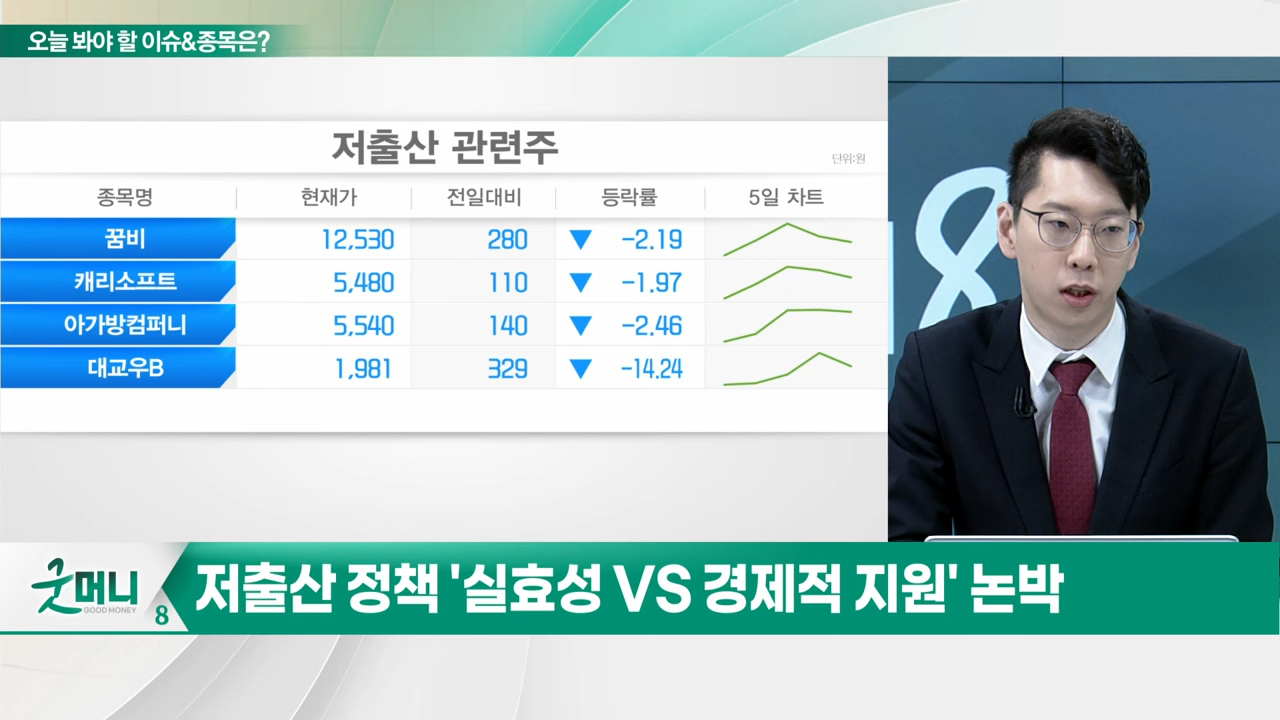 오늘 봐야 할 이슈&종목은?
저출산 관련주
단위:원
종목명 현재가 전일대비 등락률 5일 차트
꿈비 12,530 280 ▼ -2.19
캐리소프트 5,480 110 ▼ -1.97
아가방컴퍼니 5,540 140 ▼ -2.46
대교우B 1,981 329 ▼ -14.24
8
굿머니
GOOD MONEY
8
저출산 정책 '실효성 VS 경제적 지원' 논박